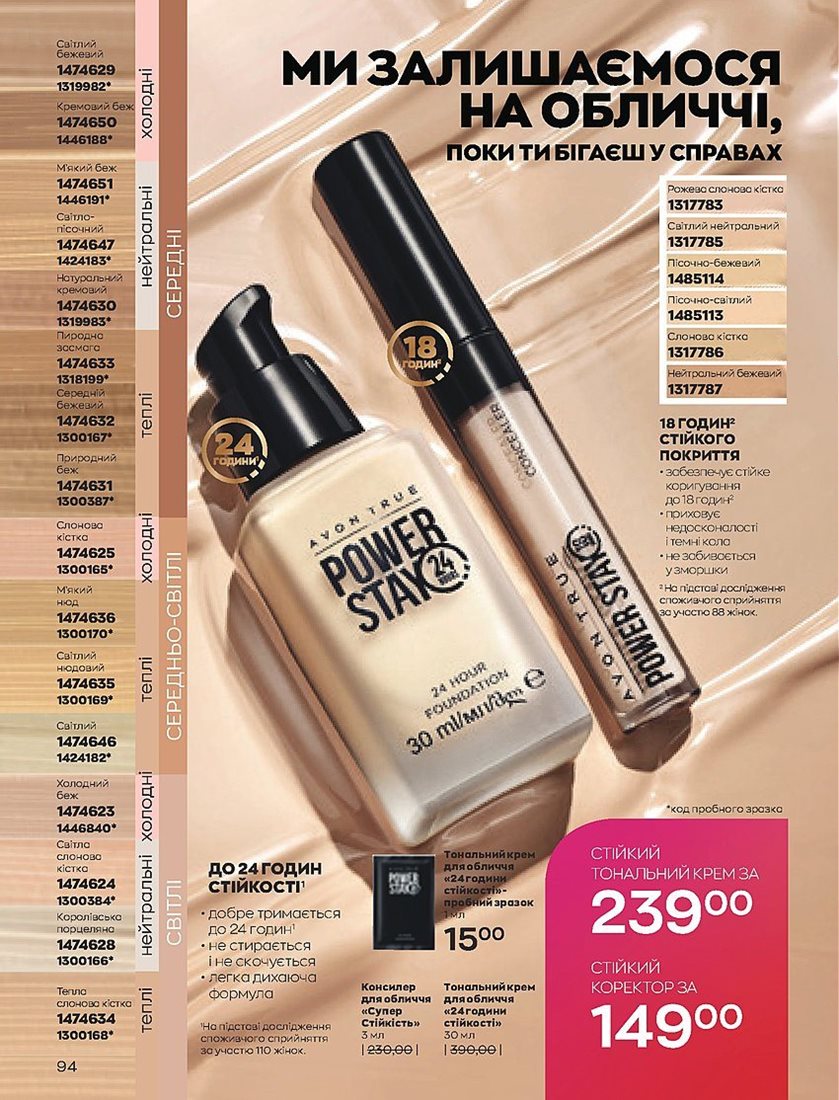 Світлий
бежевий
1474629
1319982*
Кремовий беж
1474650
1446188*
холодні
М'який беж
1474651
1446191*
Світло-
пісочний
1474647
1424183*
Натуральний
кремовий
1474630
1319983*
нейтральні
Природна
засмага
1474633
1318199*
Середній
бежевий
1474632
1300167*
Природний
беж
1474631
1300387*
теплі
СЕРЕДНІ
Слонова
кістка
1474625
1300165*
холодні
М'який
нюд
1474636
1300170*
Світлий
нюдовий
1474635
1300169*
Світлий
1474646
1424182*
теплі
СЕРЕДНЬО-СВІТЛІ
Холодний
беж
1474623
1446840*
холодні
Світла
слонова
кістка
1474624
1300384*
Королівська
порцеляна
1474628
1300166*
нейтральні
Тепла
слонова кістка
1474634
1300168*
теплі
СВІТЛІ
94
МИ ЗАЛИШАЄМОСЯ
НА ОБЛИЧЧІ,
ПОКИ ТИ БІГАЄШ У СПРАВАХ
Рожева слонова кістка
1317783
Світлий нейтральний
1317785
Пісочно-бежевий
1485114
Пісочно-світлий
1485113
Слонова кістка
1317786
Нейтральний бежевий
1317787
18 ГОДИН²
СТІЙКОГО
ПОКРИТТЯ
• забезпечує стійке
коригування
до 18 годин²
• приховує
недосконалості
і темні кола
• не забивається
у зморшки
² На підставі дослідження
споживчого сприйняття
за участю 88 жінок.
18
ГОДИН²
24
ГОДИНИ¹
AVON TRUE
POWER
STAY
24
24 HOUR
FOUNDATION
30 ml/мл/
CONCEALER
AVON TRUE
POWER STAY
*код пробного зразка
ДО 24 ГОДИН
СТІЙКОСТІ¹
• добре тримається
до 24 годин¹
• не стирається
і не скочується
• легка дихаюча
формула
¹На підставі дослідження
споживчого сприйняття
за участю 110 жінок.
POWER
STAY
Тональний крем
для обличчя
«24 години
стійкості»-
пробний зразок
1 мл
15⁰⁰
Консилер
для обличчя
«Супер
Стійкість»
3 мл
| 230,00 |
Тональний крем
для обличчя
«24 години
стійкості»
30 мл
| 390,00 |
СТІЙКИЙ
ТОНАЛЬНИЙ КРЕМ ЗА
239⁰⁰
СТІЙКИЙ
КОРЕКТОР ЗА
149⁰⁰